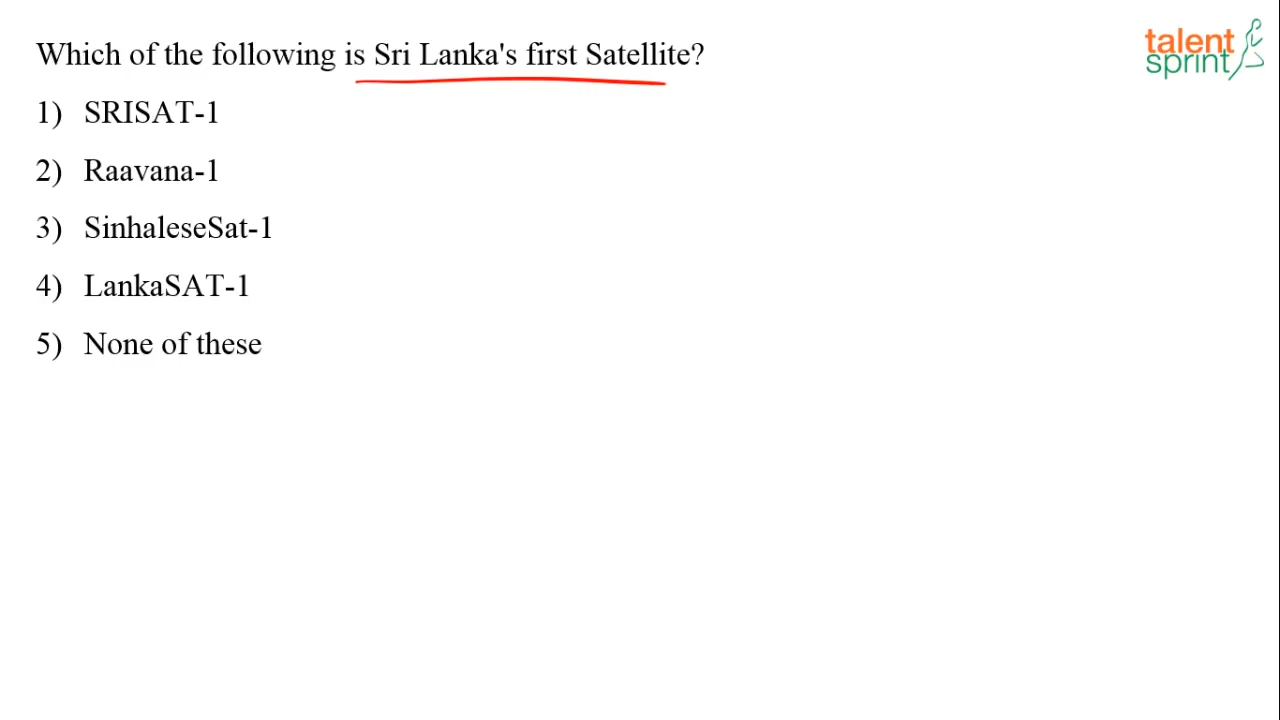 Which of the following is Sri Lanka's first Satellite?
talent
sprint
1) SRISAT-1
2) Raavana-1
3) SinhaleseSat-1
4) LankaSAT-1
5) None of these